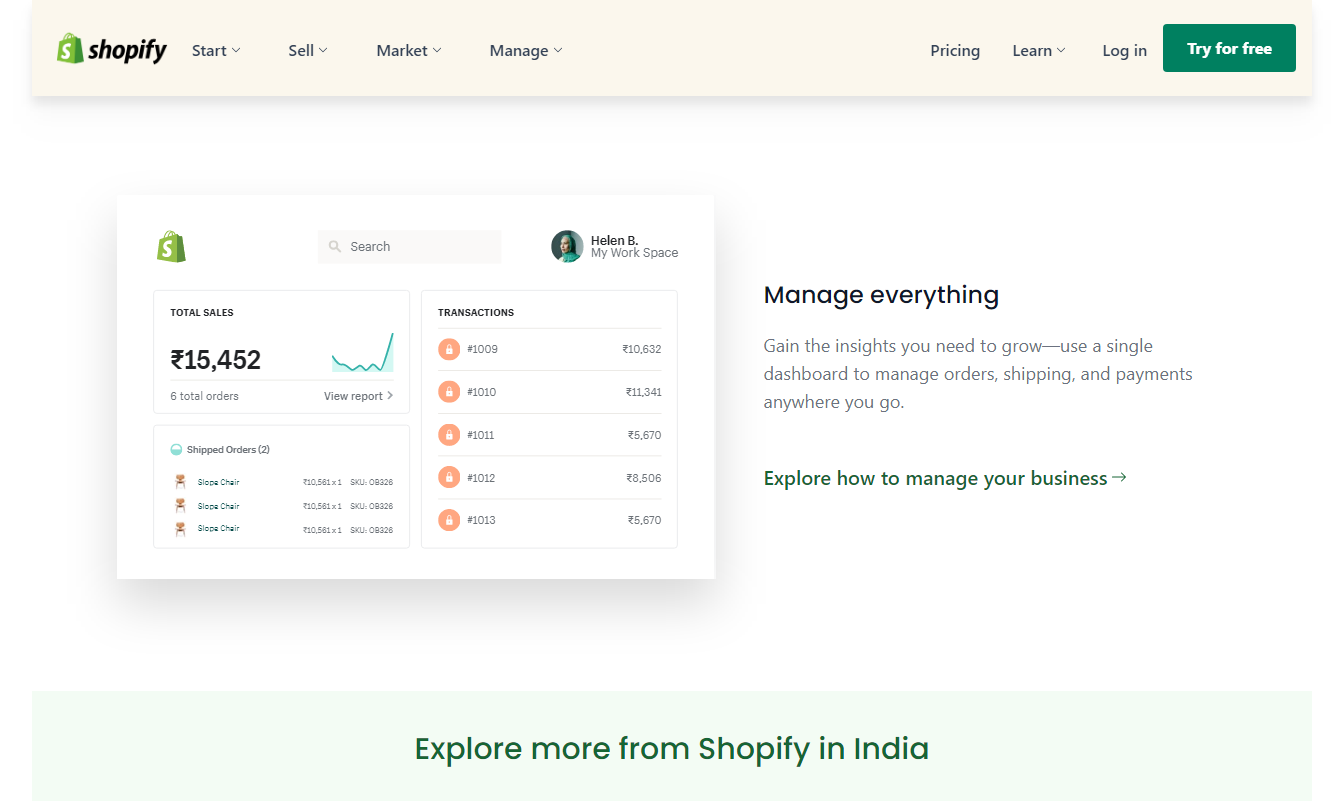 shopify Start Sell Market Manage Pricing Learn Log in Try for free
Search
Helen B.
My Work Space
TOTAL SALES
₹15,452
6 total orders View report
Shipped Orders (2)
Slope Chair ₹10,561 x 1 SKU: OB326
Slope Chair ₹10,561 x 1 SKU: OB326
Slope Chair ₹10,561 x 1 SKU: OB326
TRANSACTIONS
#1009 ₹10,632
#1010 ₹11,341
#1011 ₹5,670
#1012 ₹8,506
#1013 ₹5,670
Manage everything
Gain the insights you need to grow—use a single
dashboard to manage orders, shipping, and payments
anywhere you go.
Explore how to manage your business
Explore more from Shopify in India